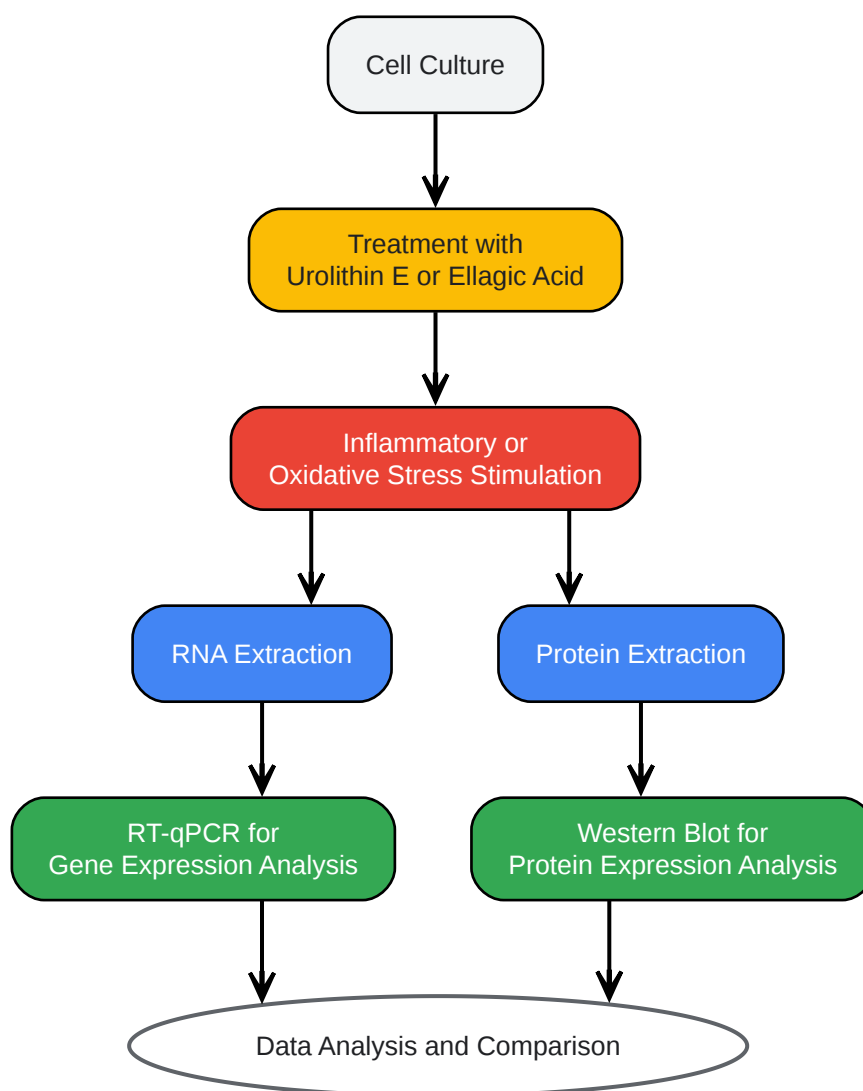 Cell Culture
Treatment with
Urolithin E or Ellagic Acid
Inflammatory or
Oxidative Stress Stimulation
RNA Extraction
Protein Extraction
RT-qPCR for
Gene Expression Analysis
Western Blot for
Protein Expression Analysis
Data Analysis and Comparison